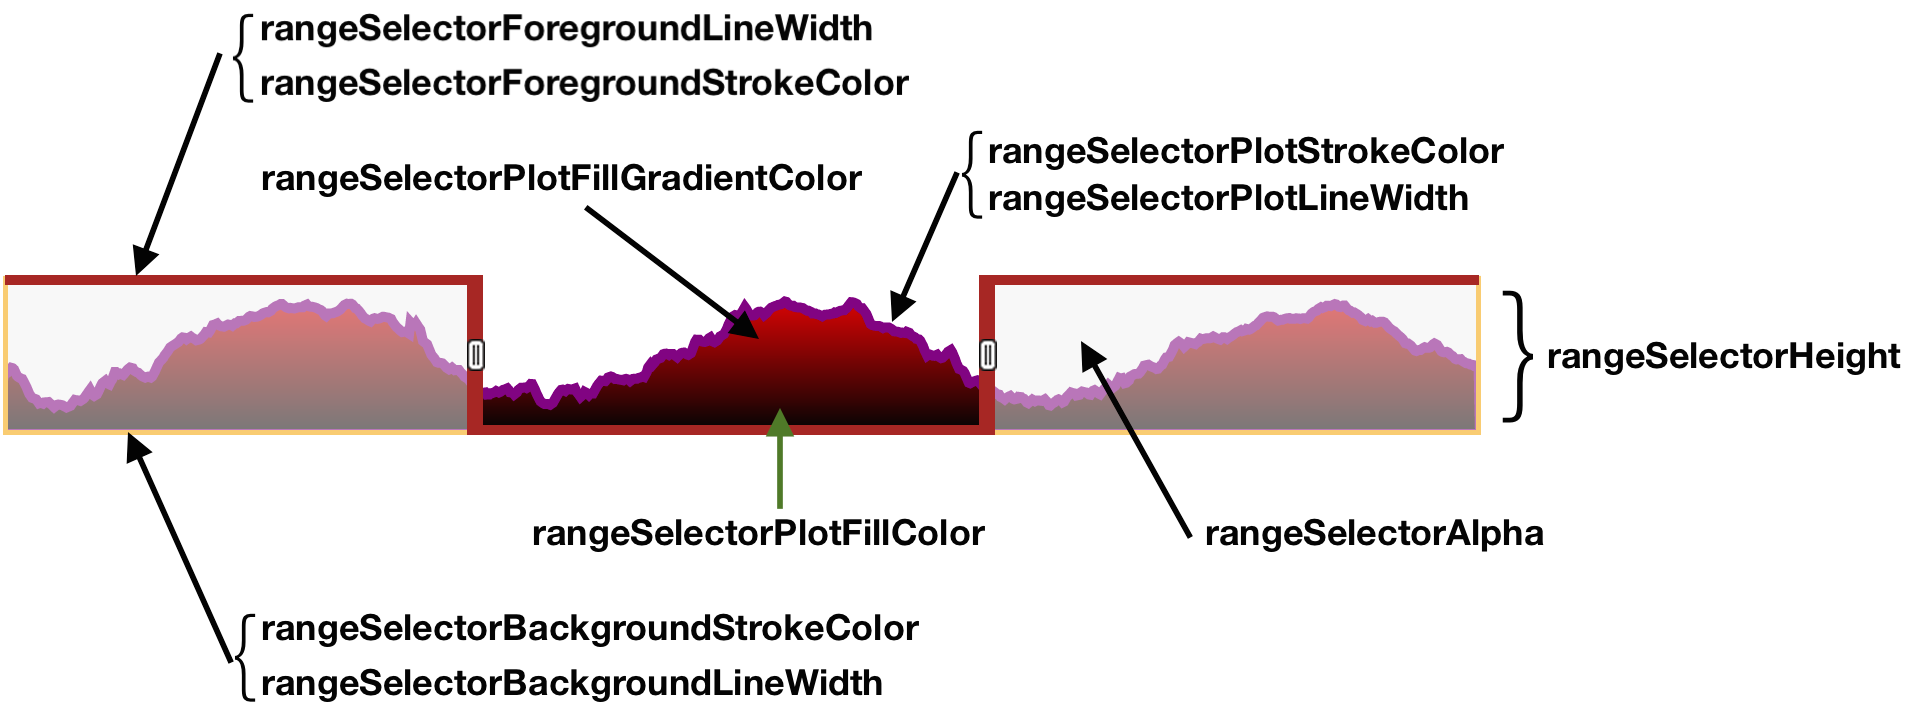 rangeSelectorForegroundLineWidth
rangeSelectorForegroundStrokeColor
rangeSelectorPlotStrokeColor
rangeSelectorPlotFillGradientColor
rangeSelectorPlotLineWidth
rangeSelectorHeight
rangeSelectorPlotFillColor
rangeSelectorAlpha
rangeSelectorBackgroundStrokeColor
rangeSelectorBackgroundLineWidth